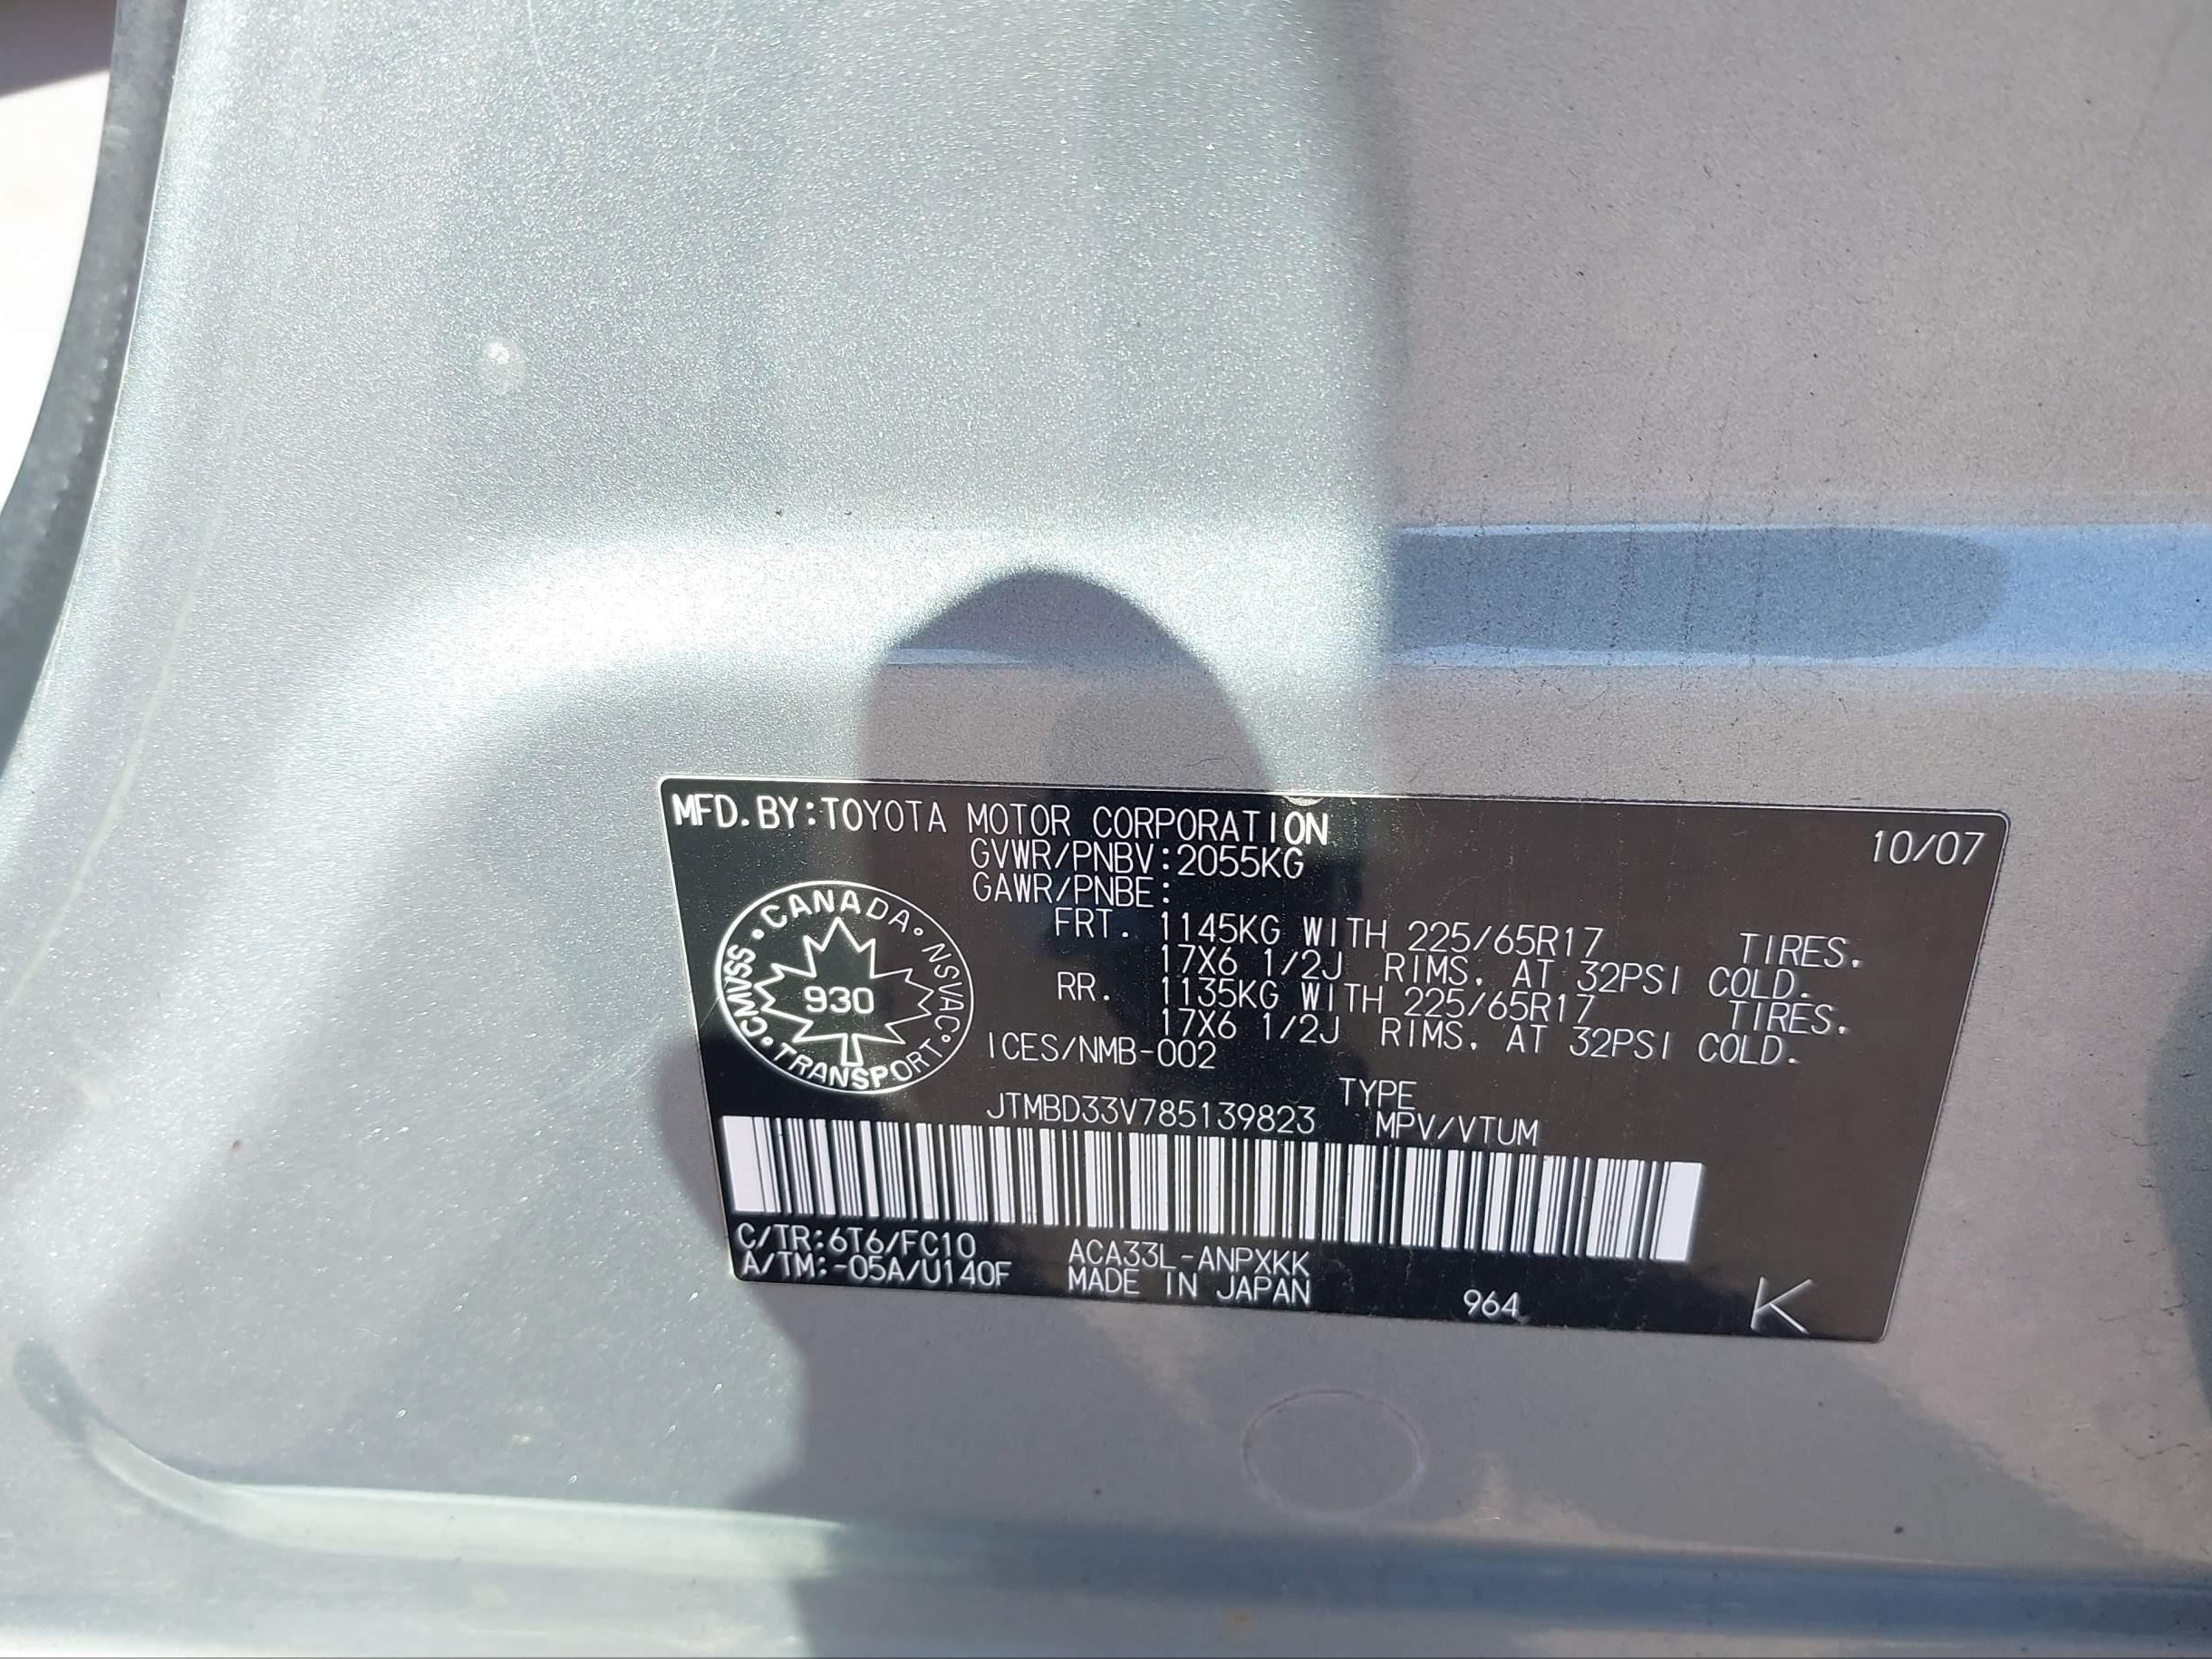 MFD.BY:TOYOTA MOTOR CORPORATION 10/07
GVWR/PNBV:2055KG
GAWR/PNBE:
FRT. 1145KG WITH 225/65R17 TIRES.
17X6 1/2J RIMS. AT 32PSI COLD.
RR. 1135KG WITH 225/65R17 TIRES.
17X6 1/2J RIMS. AT 32PSI COLD.
ICES/NMB-002
CANADA • NSVAC • TRANSPORT • CMVSS •
930
TYPE
JTMBD33V785139823 MPV/VTUM
C/TR:6T6/FC10 ACA33L-ANPXKK
A/TM:-05A/U140F MADE IN JAPAN
964 K